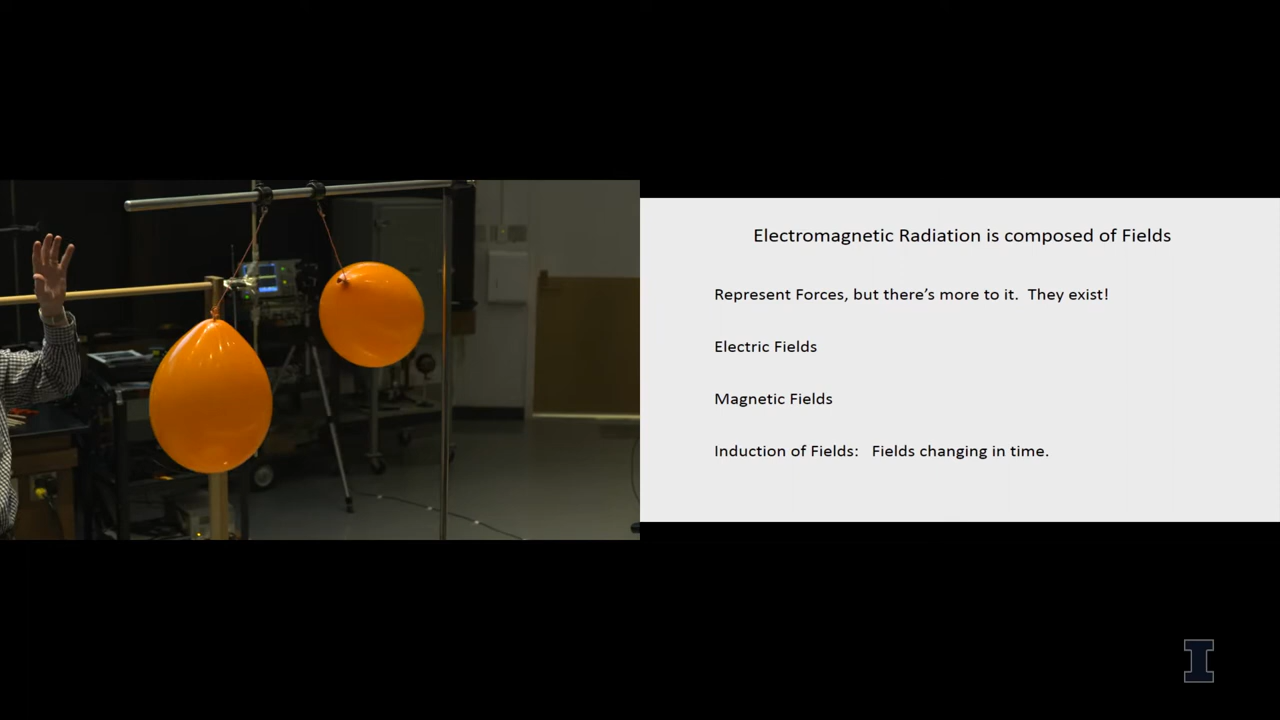 Electromagnetic Radiation is composed of Fields
Represent Forces, but there's more to it.  They exist!
Electric Fields
Magnetic Fields
Induction of Fields:   Fields changing in time.